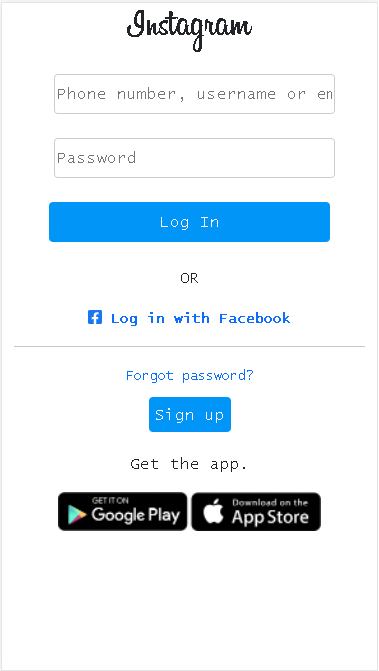 Instagram
Phone number, username or em
Password
Log In
OR
Log in with Facebook
Forgot password?
Sign up
Get the app.
GET IT ON
Google Play
Download on the
App Store